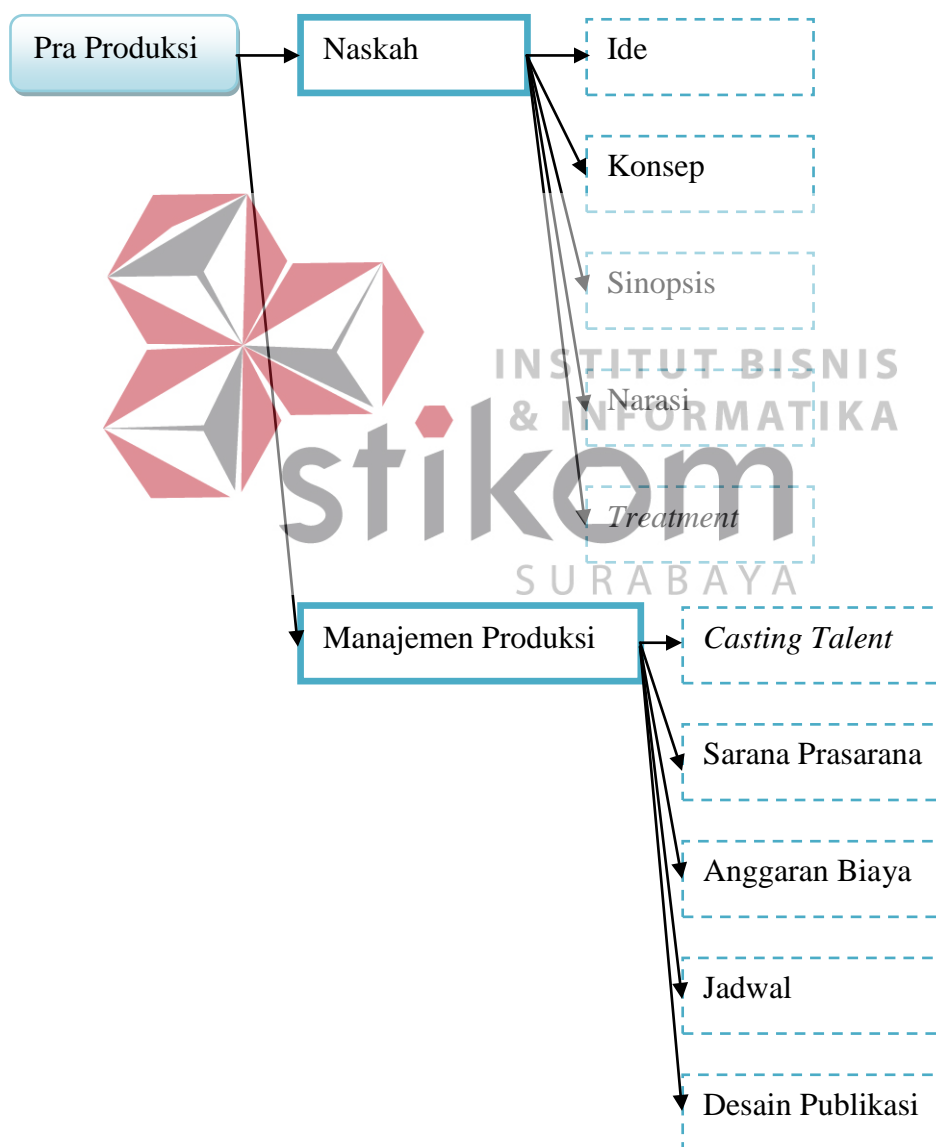 Pra Produksi
Naskah
Ide
Konsep
Sinopsis
INSTITUT BISNIS
Narasi
& INFORMATIKA
stikom
Treatment
SURABAYA
Manajemen Produksi
Casting Talent
Sarana Prasarana
Anggaran Biaya
Jadwal
Desain Publikasi